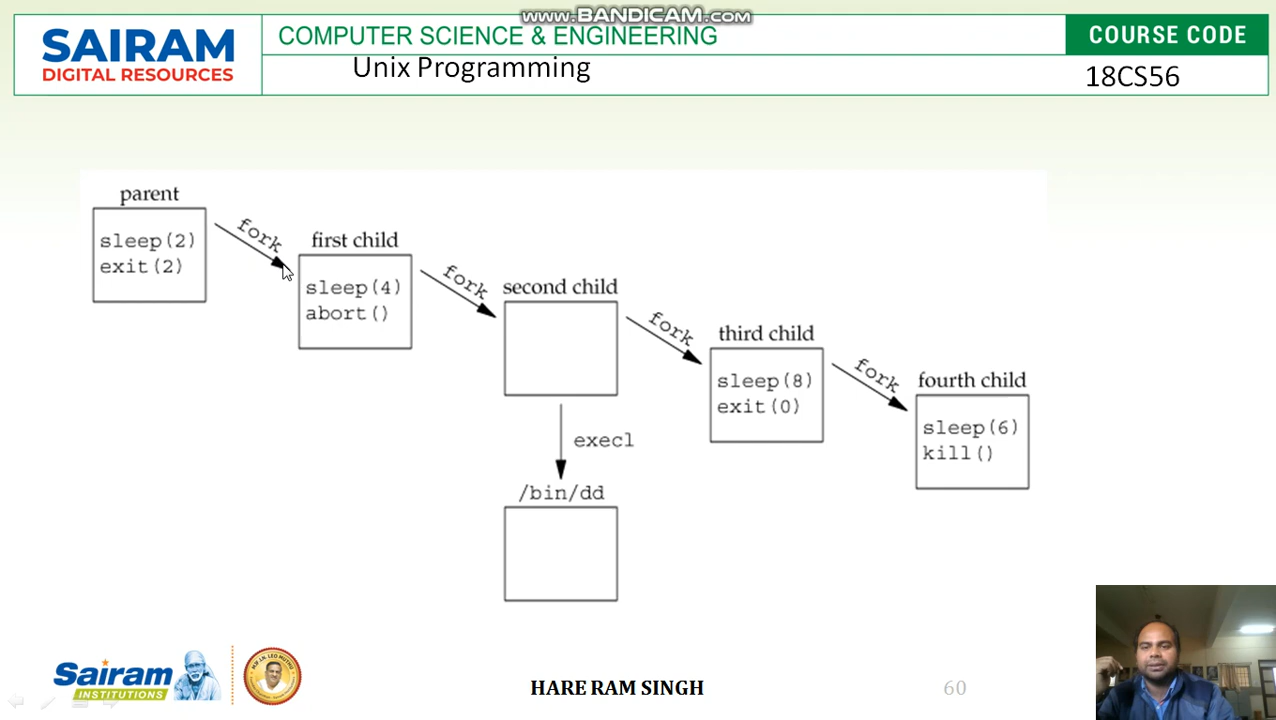 www.BANDICAM.com
SAIRAM
DIGITAL RESOURCES
COMPUTER SCIENCE & ENGINEERING
COURSE CODE
Unix Programming
18CS56
parent
sleep(2)
exit(2)
fork
first child
sleep(4)
abort()
fork
second child
fork
third child
sleep(8)
exit(0)
fork
fourth child
sleep(6)
kill()
execl
/bin/dd
Sairam
INSTITUTIONS
HARE RAM SINGH
60